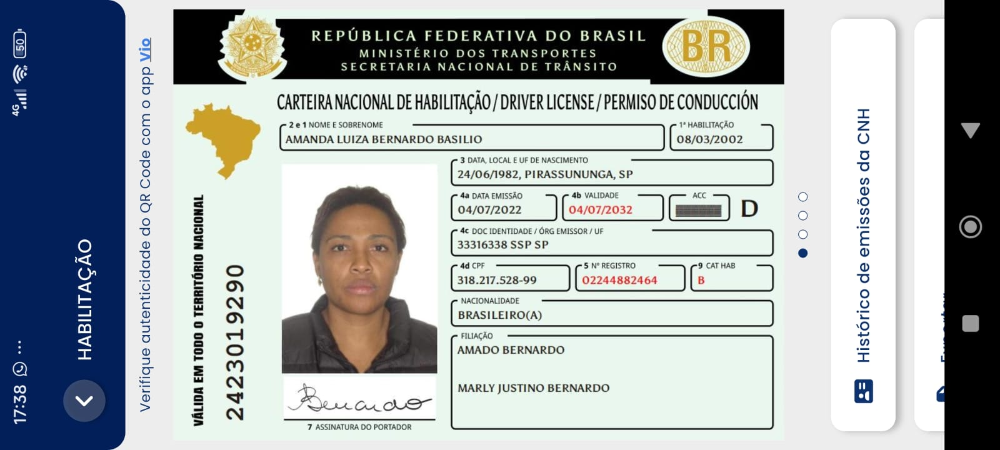 17:38 ...
4G
50
HABILITAÇÃO
Verifique autenticidade do QR Code com o app Vio
REPÚBLICA FEDERATIVA DO BRASIL
MINISTÉRIO DOS TRANSPORTES
SECRETARIA NACIONAL DE TRÂNSITO
BR
CARTEIRA NACIONAL DE HABILITAÇÃO / DRIVER LICENSE / PERMISO DE CONDUCCIÓN
2 e 1 NOME E SOBRENOME
AMANDA LUIZA BERNARDO BASILIO
1ª HABILITAÇÃO
08/03/2002
3 DATA, LOCAL E UF DE NASCIMENTO
24/06/1982, PIRASSUNUNGA, SP
4a DATA EMISSÃO
04/07/2022
4b VALIDADE
04/07/2032
ACC
D
4c DOC IDENTIDADE / ÓRG EMISSOR / UF
33316338 SSP SP
4d CPF
318.217.528-99
5 Nº REGISTRO
02244882464
9 CAT HAB
B
NACIONALIDADE
BRASILEIRO(A)
FILIAÇÃO
AMADO BERNARDO
MARLY JUSTINO BERNARDO
VÁLIDA EM TODO O TERRITÓRIO NACIONAL
2423019290
Bernardo
7 ASSINATURA DO PORTADOR
Histórico de emissões da CNH